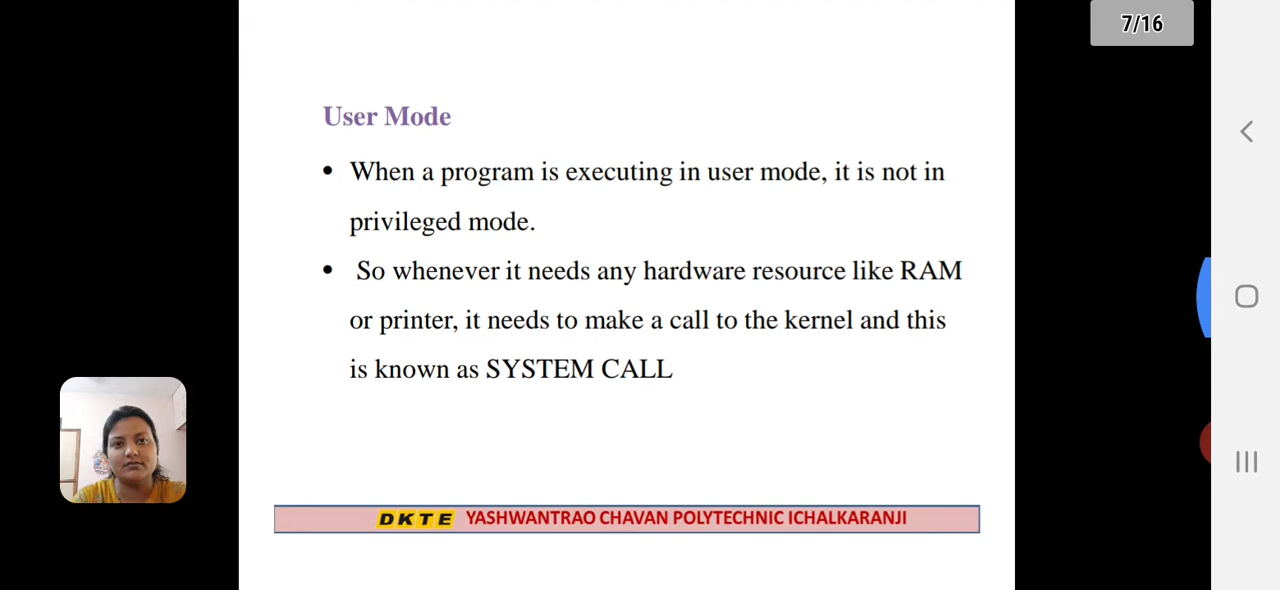 7/16
User Mode
• When a program is executing in user mode, it is not in
privileged mode.
• So whenever it needs any hardware resource like RAM
or printer, it needs to make a call to the kernel and this
is known as SYSTEM CALL
DKTE YASHWANTRAO CHAVAN POLYTECHNIC ICHALKARANJI